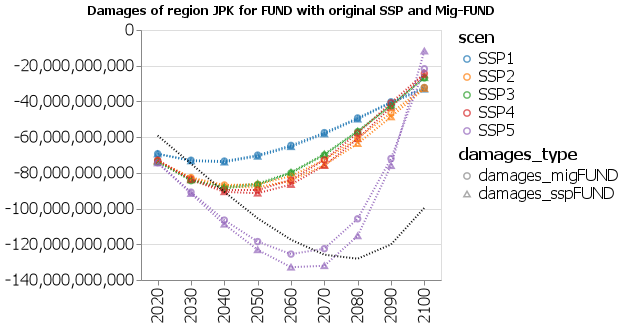 Damages of region JPK for FUND with original SSP and Mig-FUND
0
-20,000,000,000
-40,000,000,000
-60,000,000,000
-80,000,000,000
-100,000,000,000
-120,000,000,000
-140,000,000,000
2020
2030
2040
2050
2060
2070
2080
2090
2100
scen
SSP1
SSP2
SSP3
SSP4
SSP5
damages_type
damages_migFUND
damages_sspFUND